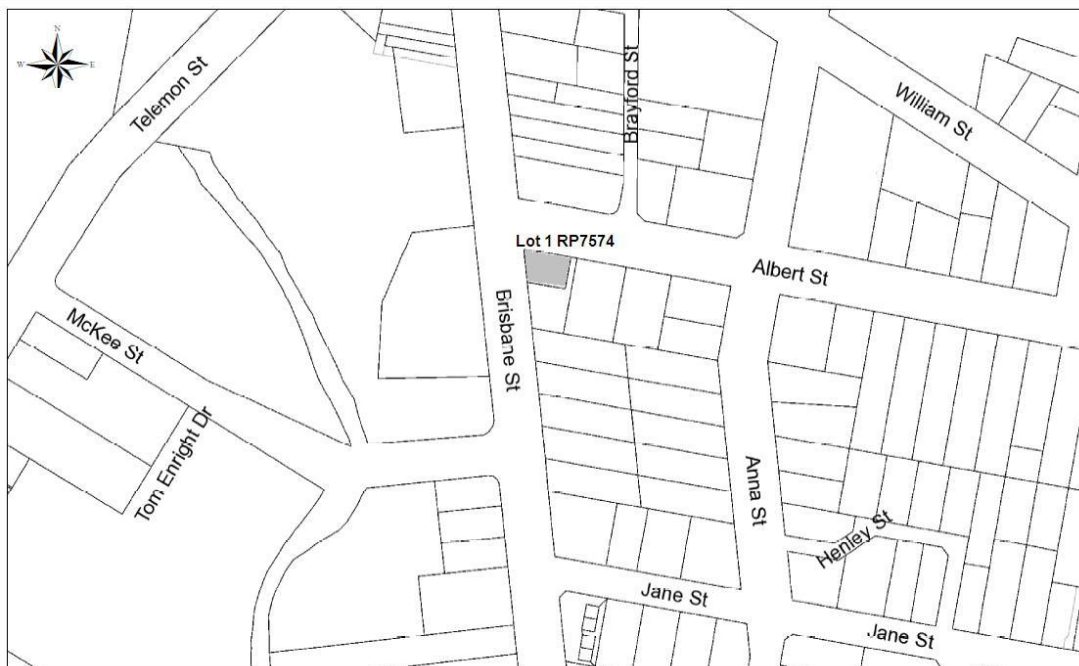 N
W
E
Telemon St
Brayford St
William St
Lot 1 RP7574
Albert St
McKee St
Brisbane St
Tom Enright Dr
Anna St
Henley St
Jane St
Jane St